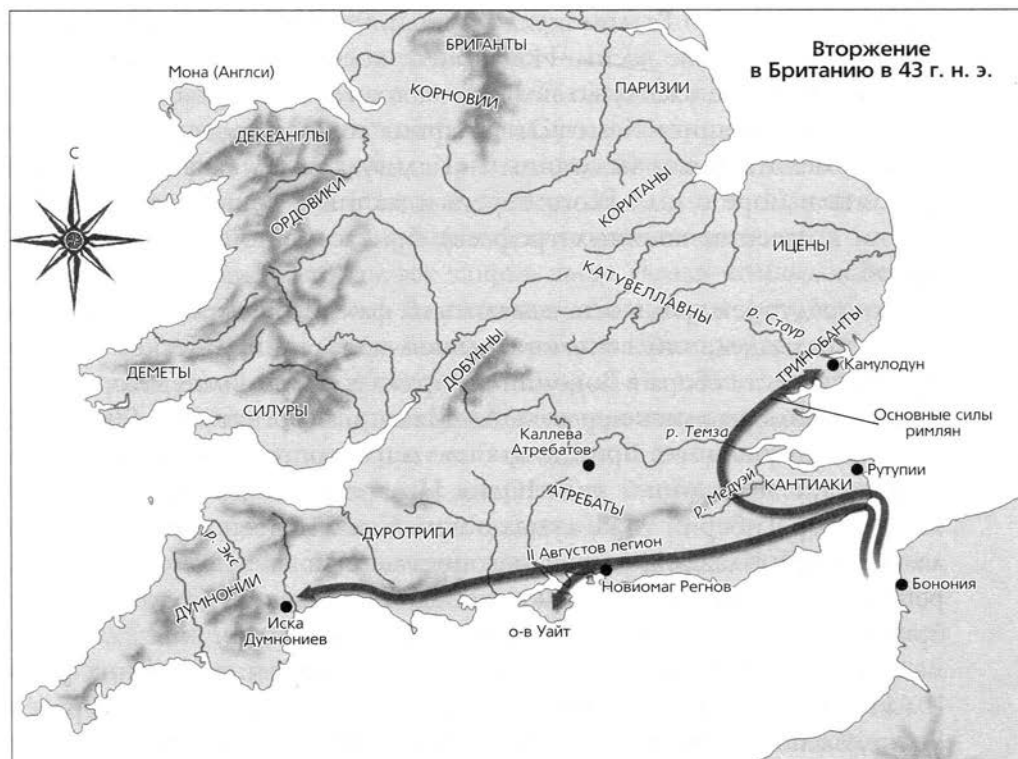 Вторжение
в Британию в 43 г. н. э.
БРИГАНТЫ
Мона (Англси)
КОРНОВИИ
ПАРИЗИИ
ДЕКЕАНГЛЫ
С
ОРДОВИКИ
КОРИТАНЫ
ИЦЕНЫ
КАТУВЕЛЛАВНЫ
р. Стаур
ТРИНОБАНТЫ
ДОБУННЫ
Камулодун
ДЕМЕТЫ
СИЛУРЫ
Основные силы
римлян
Каллева
Атребатов
р. Темза
Рутупии
КАНТИАКИ
р. Медуэй
АТРЕБАТЫ
ДУРОТРИГИ
II Августов легион
р. Экс
ДУМНОНИИ
Новиомаг Регнов
Бонония
Иска
Думнониев
о-в Уайт